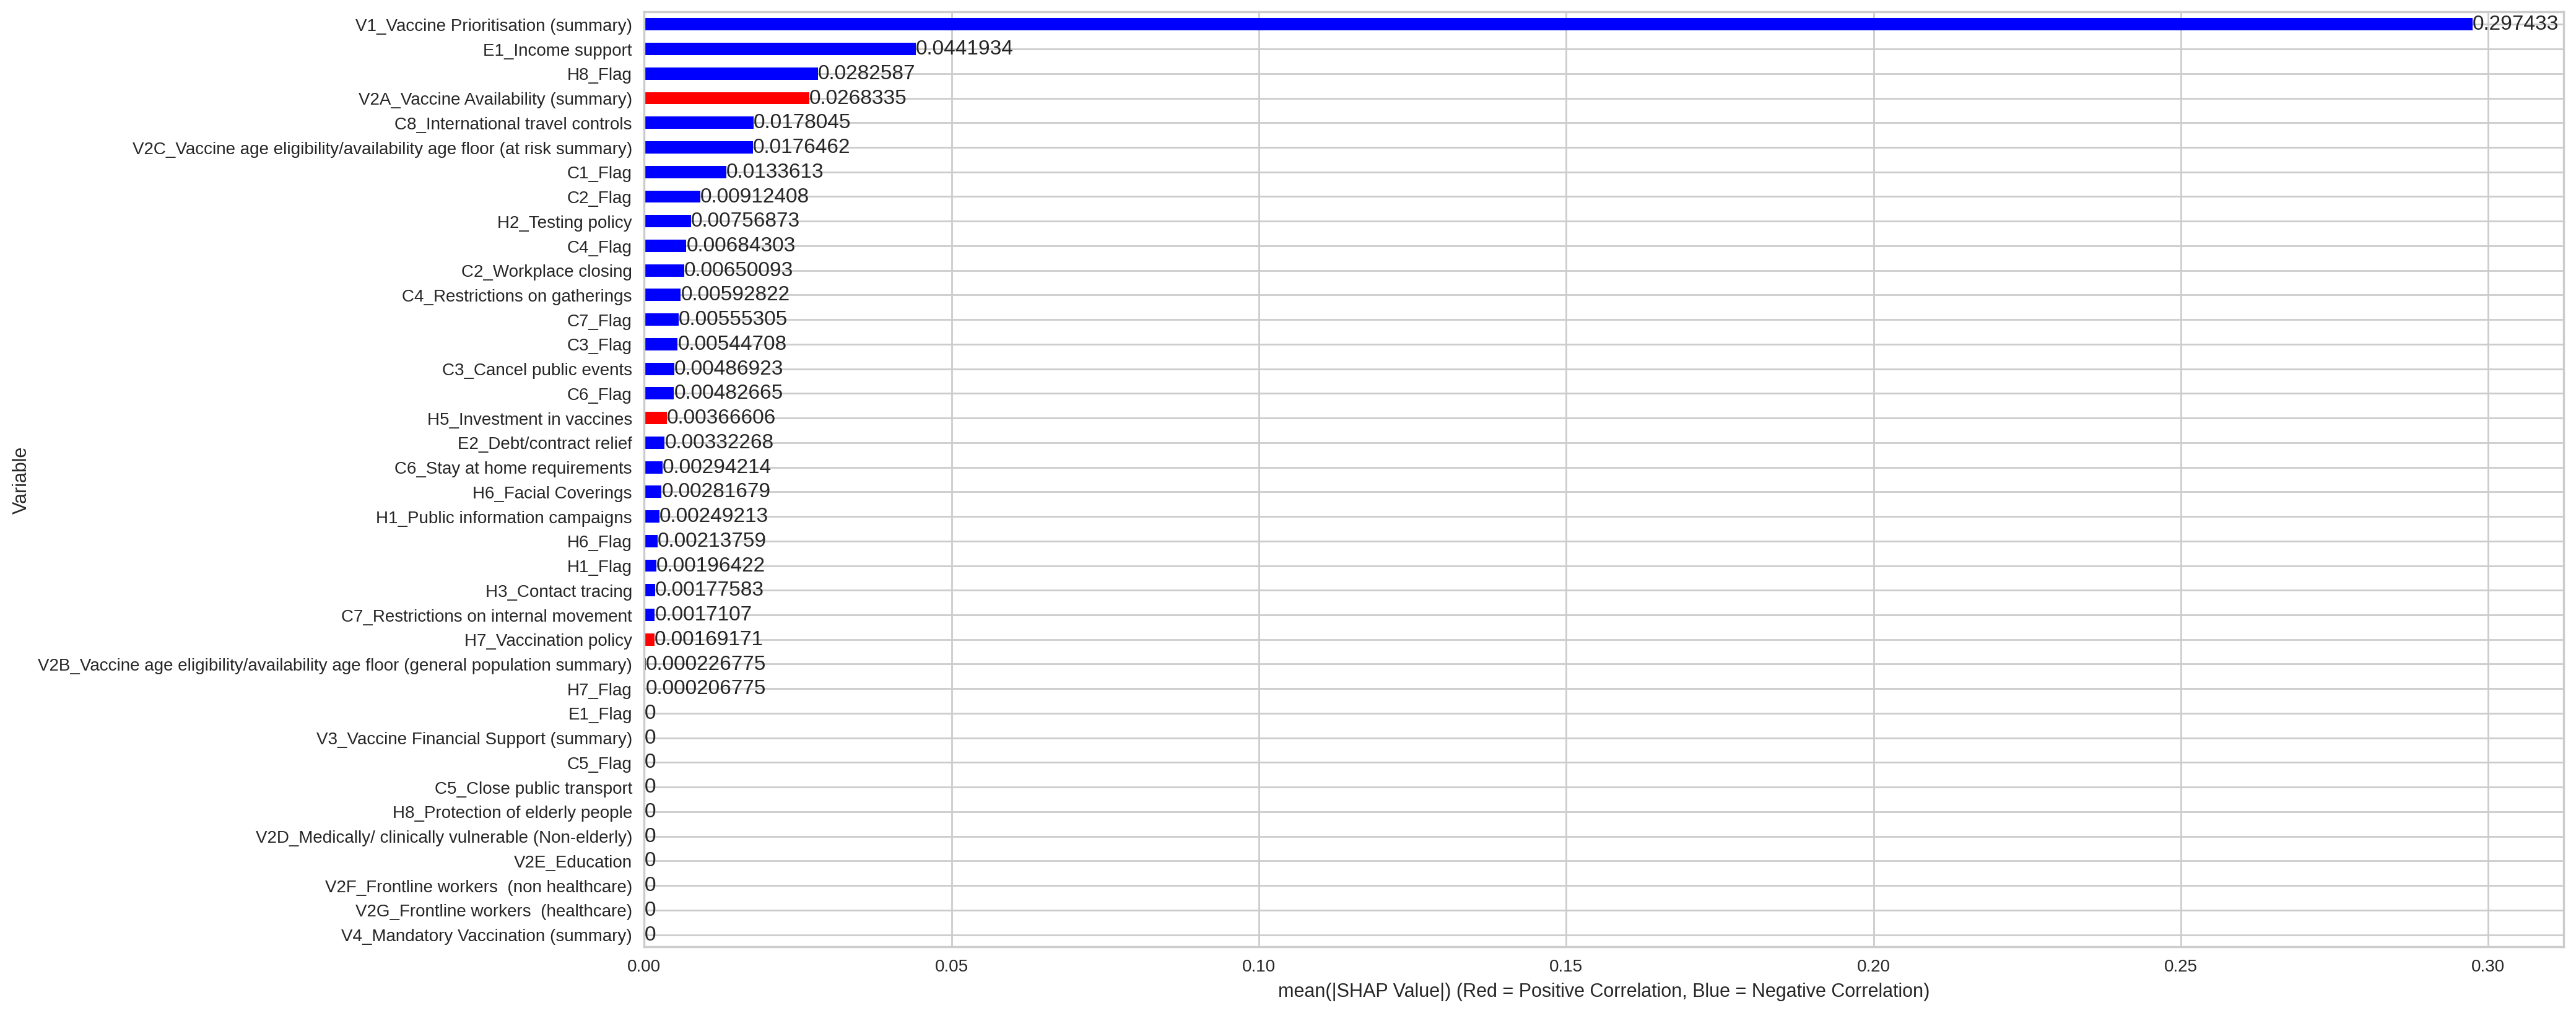 V1_Vaccine Prioritisation (summary) 0.297433
E1_Income support 0.0441934
H8_Flag 0.0282587
V2A_Vaccine Availability (summary) 0.0268335
C8_International travel controls 0.0178045
V2C_Vaccine age eligibility/availability age floor (at risk summary) 0.0176462
C1_Flag 0.0133613
C2_Flag 0.00912408
H2_Testing policy 0.00756873
C4_Flag 0.00684303
C2_Workplace closing 0.00650093
C4_Restrictions on gatherings 0.00592822
C7_Flag 0.00555305
C3_Flag 0.00544708
C3_Cancel public events 0.00486923
C6_Flag 0.00482665
H5_Investment in vaccines 0.00366606
E2_Debt/contract relief 0.00332268
C6_Stay at home requirements 0.00294214
H6_Facial Coverings 0.00281679
H1_Public information campaigns 0.00249213
H6_Flag 0.00213759
H1_Flag 0.00196422
H3_Contact tracing 0.00177583
C7_Restrictions on internal movement 0.0017107
H7_Vaccination policy 0.00169171
V2B_Vaccine age eligibility/availability age floor (general population summary) 0.000226775
H7_Flag 0.000206775
E1_Flag 0
V3_Vaccine Financial Support (summary) 0
C5_Flag 0
C5_Close public transport 0
H8_Protection of elderly people 0
V2D_Medically/ clinically vulnerable (Non-elderly) 0
V2E_Education 0
V2F_Frontline workers  (non healthcare) 0
V2G_Frontline workers  (healthcare) 0
V4_Mandatory Vaccination (summary) 0
Variable
0.00 0.05 0.10 0.15 0.20 0.25 0.30
mean(|SHAP Value|) (Red = Positive Correlation, Blue = Negative Correlation)